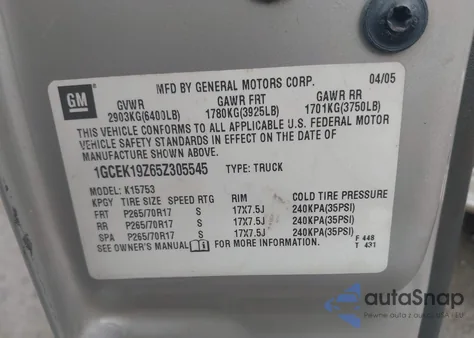 GM
MFD BY GENERAL MOTORS CORP. 04/05
GVWR GAWR FRT GAWR RR
2903KG(6400LB) 1780KG(3925LB) 1701KG(3750LB)
THIS VEHICLE CONFORMS TO ALL APPLICABLE U.S. FEDERAL MOTOR
VEHICLE SAFETY STANDARDS IN EFFECT ON THE DATE OF
MANUFACTURE SHOWN ABOVE.
1GCEK19Z65Z305545 TYPE: TRUCK
MODEL: K15753
KPGY TIRE SIZE SPEED RTG RIM COLD TIRE PRESSURE
FRT P265/70R17 S 17X7.5J 240KPA(35PSI)
RR P265/70R17 S 17X7.5J 240KPA(35PSI)
SPA P265/70R17 S 17X7.5J 240KPA(35PSI)
SEE OWNER'S MANUAL FOR MORE INFORMATION. F 448
T 431
autoSnap